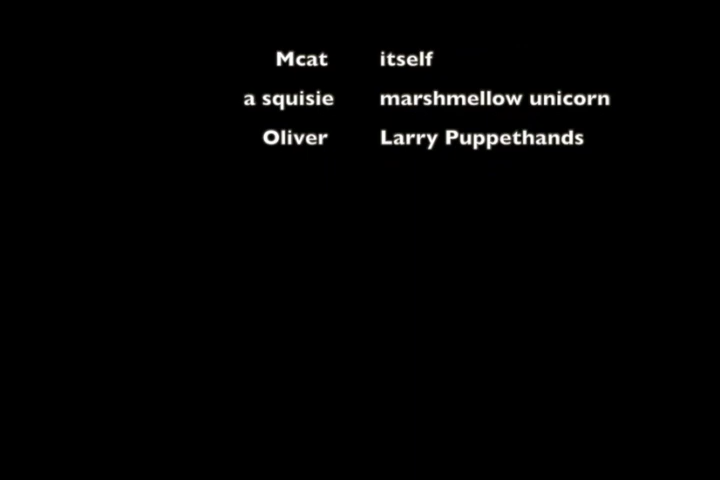 Mcat itself
a squisie marshmellow unicorn
Oliver Larry Puppethands